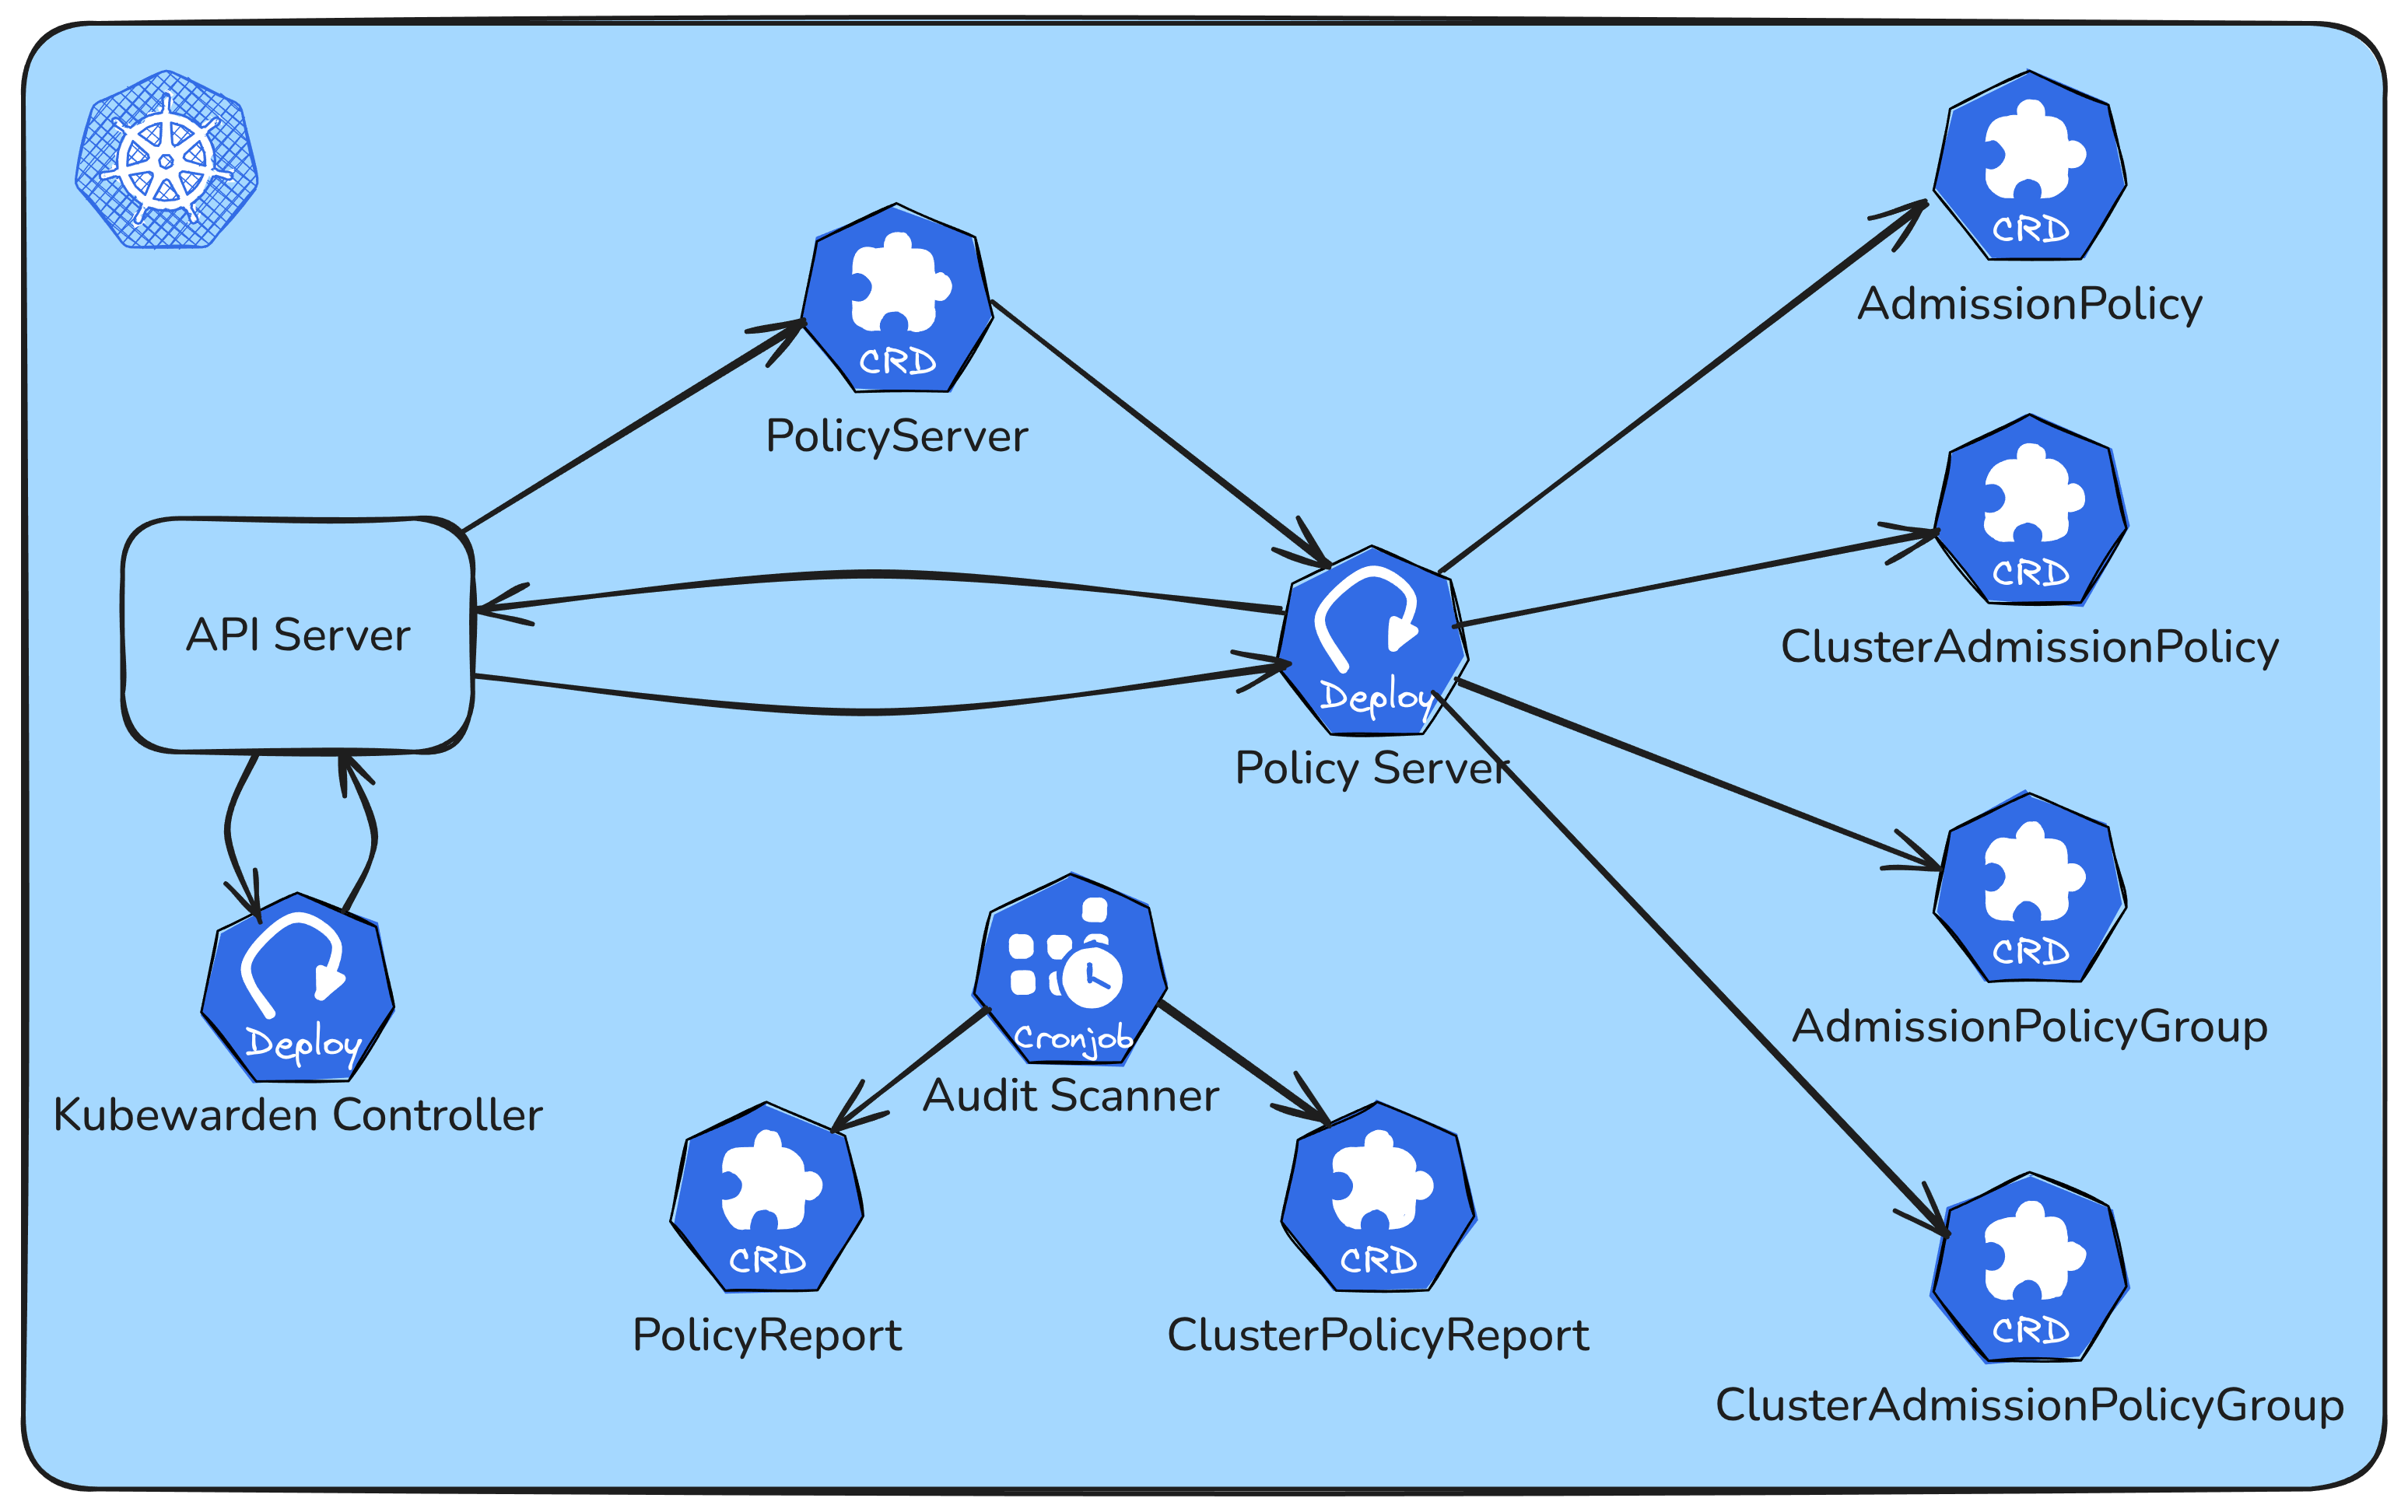 CRD
AdmissionPolicy
CRD
PolicyServer
CRD
ClusterAdmissionPolicy
API Server
Deploy
Policy Server
CRD
AdmissionPolicyGroup
Deploy
Kubewarden Controller
Cronjob
Audit Scanner
CRD
PolicyReport
CRD
ClusterPolicyReport
CRD
ClusterAdmissionPolicyGroup